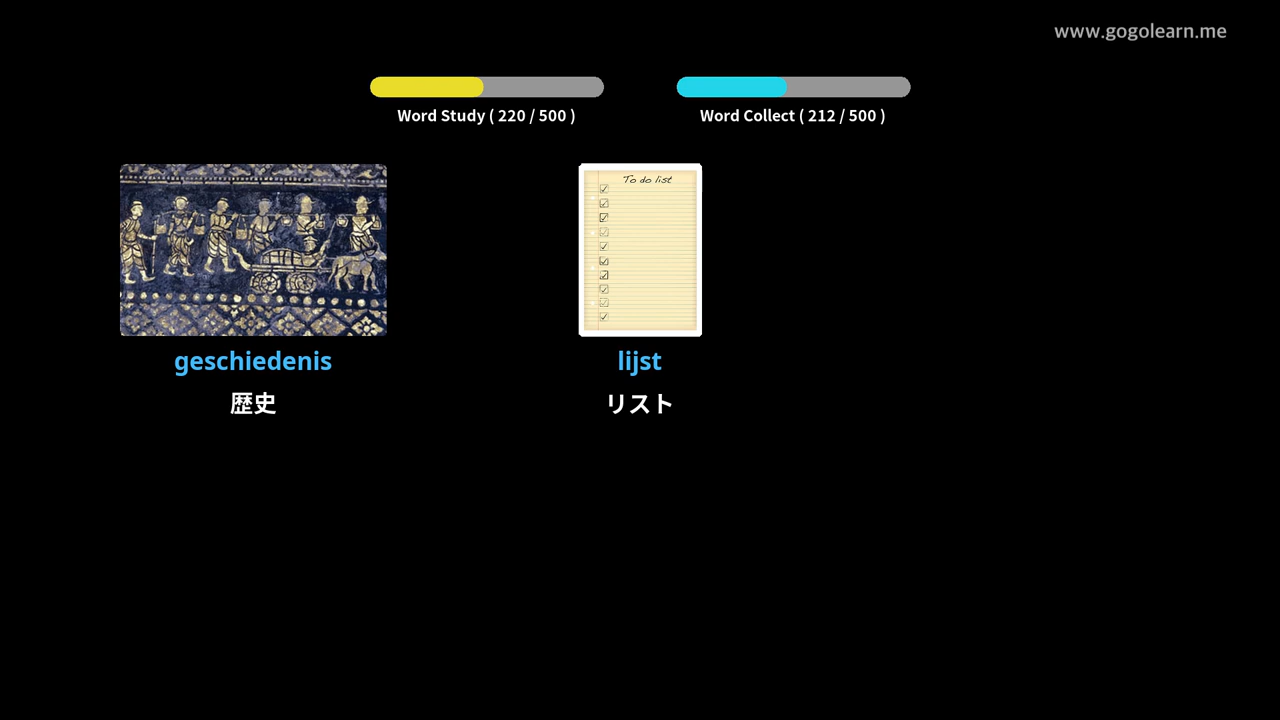 www.gogolearn.me
Word Study ( 220 / 500 )
Word Collect ( 212 / 500 )
To do list
geschiedenis
lijst
歴史
リスト